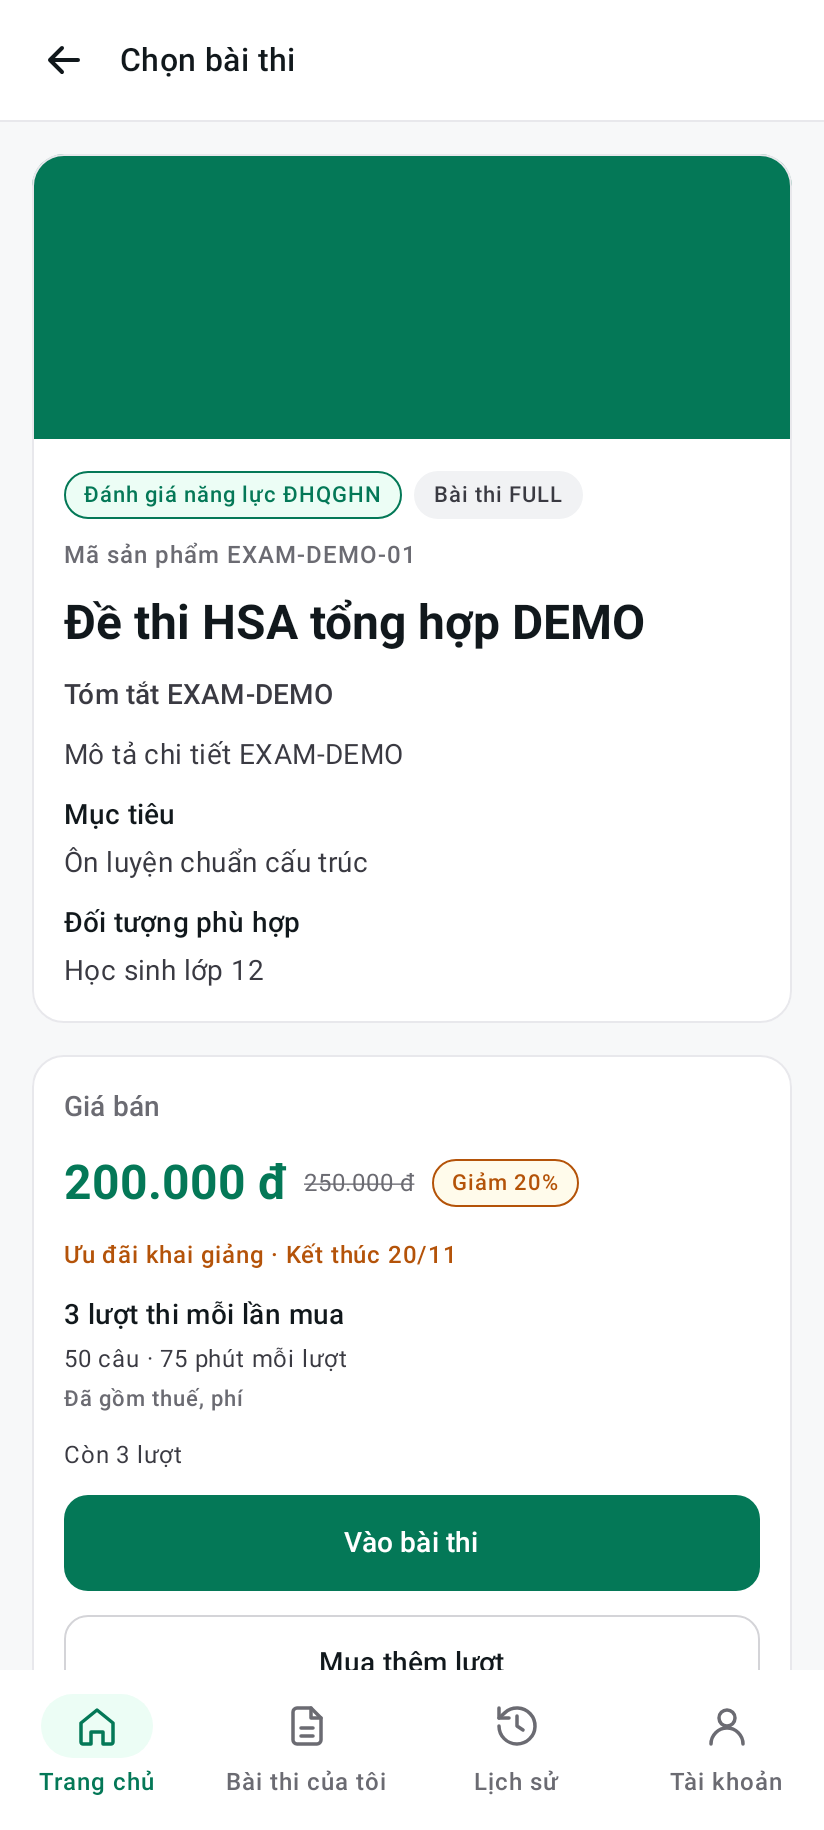 Chọn bài thi
Đánh giá năng lực ĐHQGHN
Bài thi FULL
Mã sản phẩm EXAM-DEMO-01
Đề thi HSA tổng hợp DEMO
Tóm tắt EXAM-DEMO
Mô tả chi tiết EXAM-DEMO
Mục tiêu
Ôn luyện chuẩn cấu trúc
Đối tượng phù hợp
Học sinh lớp 12
Giá bán
200.000 đ 250.000 đ Giảm 20%
Ưu đãi khai giảng · Kết thúc 20/11
3 lượt thi mỗi lần mua
50 câu · 75 phút mỗi lượt
Đã gồm thuế, phí
Còn 3 lượt
Vào bài thi
Mua thêm lượt
Trang chủ
Bài thi của tôi
Lịch sử
Tài khoản